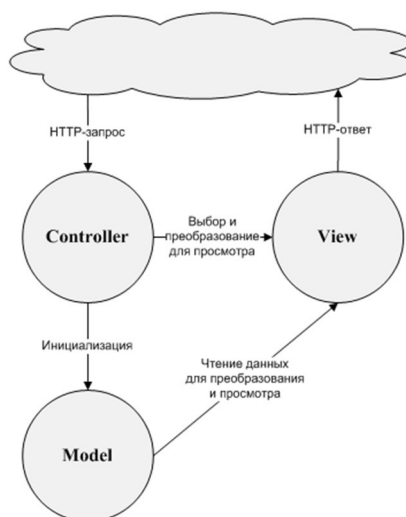 HTTP-запрос
HTTP-ответ
Controller
Выбор и
преобразование
для просмотра
View
Инициализация
Чтение данных
для преобразования
и просмотра
Model